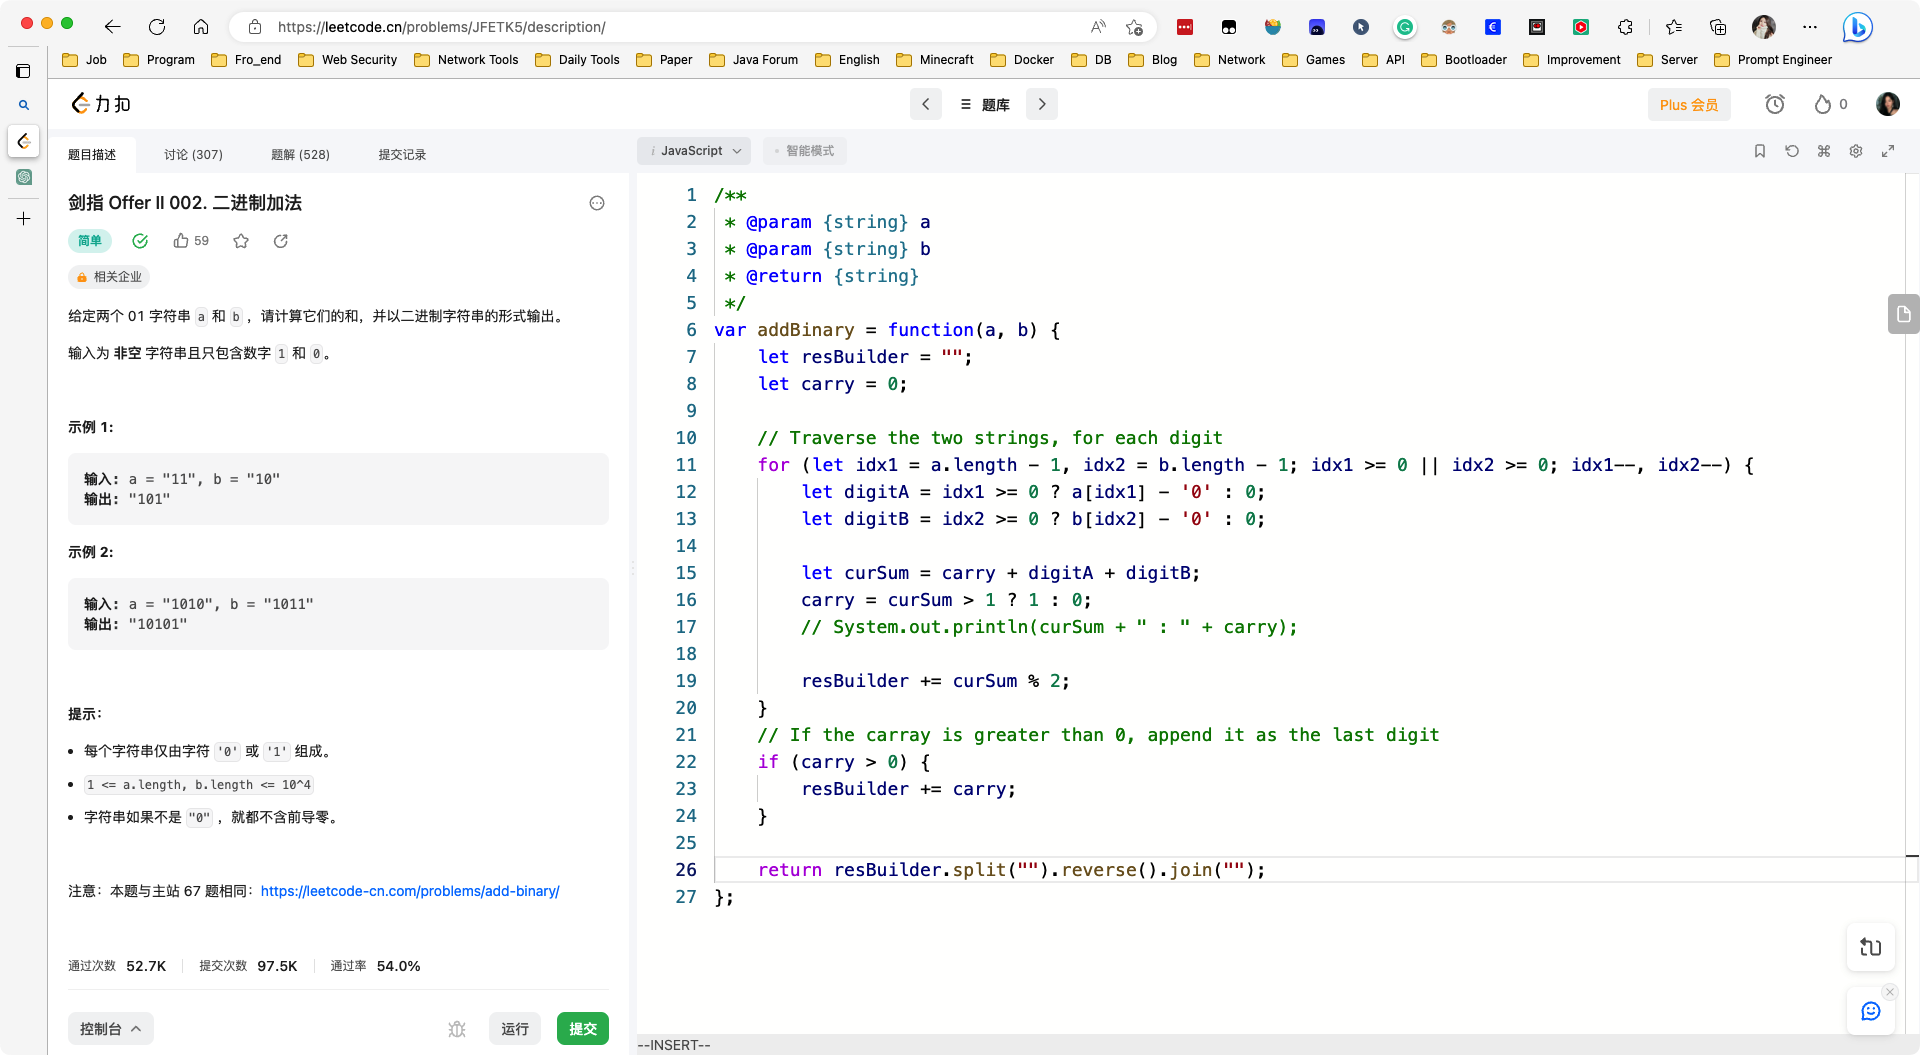 https://leetcode.cn/problems/JFETK5/description/
Job Program Fro_end Web Security Network Tools Daily Tools Paper Java Forum English Minecraft Docker DB Blog Network Games API Bootloader Improvement Server Prompt Engineer
力扣
题库
Plus 会员
0
题目描述 讨论 (307) 题解 (528) 提交记录
剑指 Offer II 002. 二进制加法
简单 59
相关企业
给定两个 01 字符串 a 和 b ，请计算它们的和，并以二进制字符串的形式输出。
输入为 非空 字符串且只包含数字 1 和 0。
示例 1:
输入: a = "11", b = "10"
输出: "101"
示例 2:
输入: a = "1010", b = "1011"
输出: "10101"
提示：
每个字符串仅由字符 '0' 或 '1' 组成。
1 <= a.length, b.length <= 10^4
字符串如果不是 "0" ，就都不含前导零。
注意：本题与主站 67 题相同：https://leetcode-cn.com/problems/add-binary/
通过次数 52.7K 提交次数 97.5K 通过率 54.0%
控制台 运行 提交
i JavaScript 智能模式
1 /**
2 * @param {string} a
3 * @param {string} b
4 * @return {string}
5 */
6 var addBinary = function(a, b) {
7 let resBuilder = "";
8 let carry = 0;
9
10 // Traverse the two strings, for each digit
11 for (let idx1 = a.length - 1, idx2 = b.length - 1; idx1 >= 0 || idx2 >= 0; idx1--, idx2--) {
12 let digitA = idx1 >= 0 ? a[idx1] - '0' : 0;
13 let digitB = idx2 >= 0 ? b[idx2] - '0' : 0;
14
15 let curSum = carry + digitA + digitB;
16 carry = curSum > 1 ? 1 : 0;
17 // System.out.println(curSum + " : " + carry);
18
19 resBuilder += curSum % 2;
20 }
21 // If the carray is greater than 0, append it as the last digit
22 if (carry > 0) {
23 resBuilder += carry;
24 }
25
26 return resBuilder.split("").reverse().join("");
27 };
--INSERT--